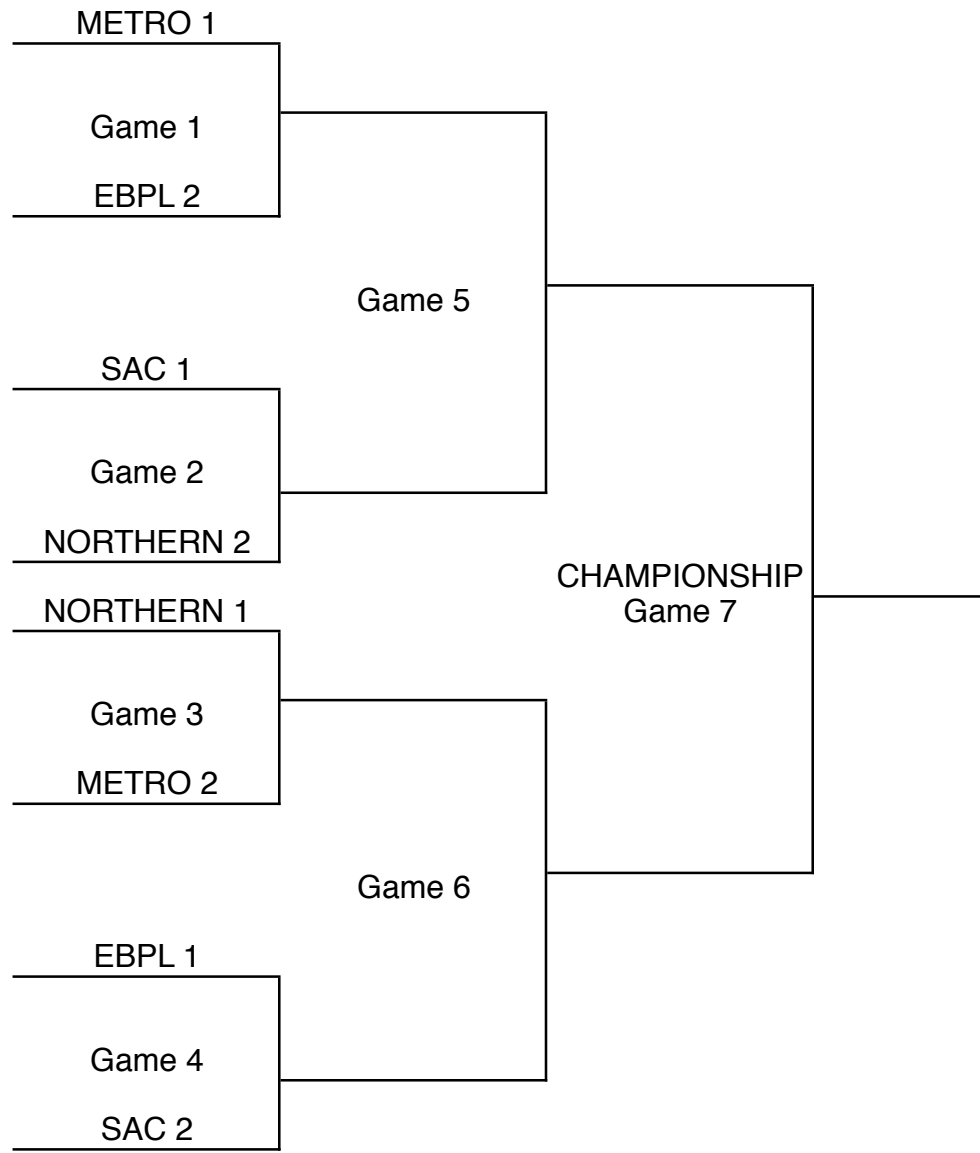 METRO 1
Game 1
EBPL 2
Game 5
SAC 1
Game 2
NORTHERN 2
CHAMPIONSHIP
Game 7
NORTHERN 1
Game 3
METRO 2
Game 6
EBPL 1
Game 4
SAC 2